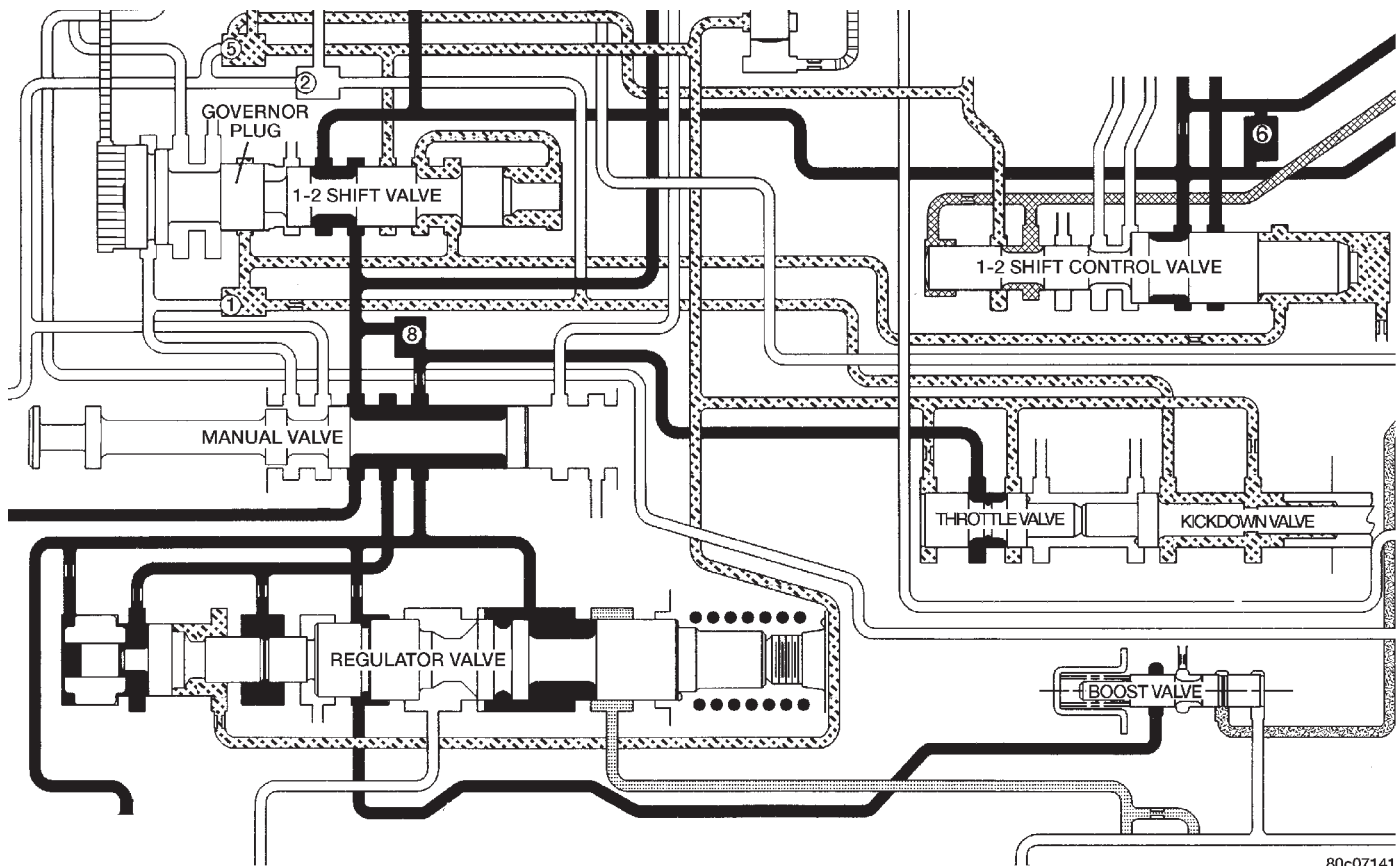 5
2
GOVERNOR
PLUG
6
1-2 SHIFT VALVE
1-2 SHIFT CONTROL VALVE
1
8
MANUAL VALVE
THROTTLE VALVE
KICKDOWN VALVE
REGULATOR VALVE
BOOST VALVE
80c07141